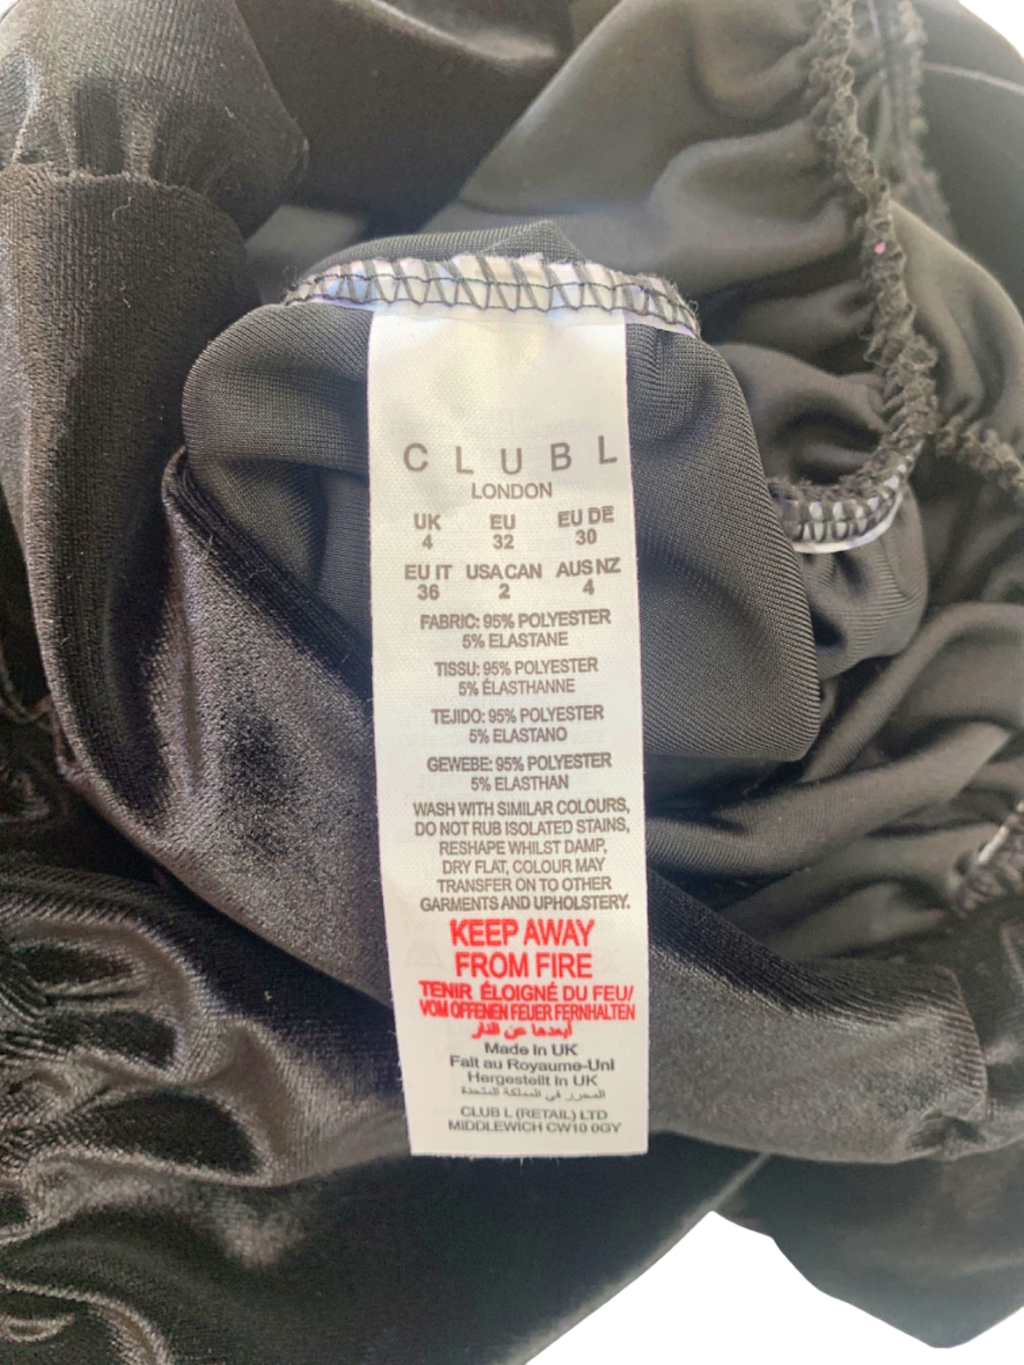 CLUB L
LONDON
UK EU EU DE
4 32 30
EU IT USA CAN AUS NZ
36 2 4
FABRIC: 95% POLYESTER
5% ELASTANE
TISSU: 95% POLYESTER
5% ÉLASTHANNE
TEJIDO: 95% POLYESTER
5% ELASTANO
GEWEBE: 95% POLYESTER
5% ELASTHAN
WASH WITH SIMILAR COLOURS,
DO NOT RUB ISOLATED STAINS,
RESHAPE WHILST DAMP,
DRY FLAT, COLOUR MAY
TRANSFER ON TO OTHER
GARMENTS AND UPHOLSTERY.
KEEP AWAY
FROM FIRE
TENIR ÉLOIGNÉ DU FEU/
VOM OFFENEN FEUER FERNHALTEN
أبعدها عن النار
Made in UK
Fait au Royaume-Uni
Hergestellt in UK
في المملكة المتحدة
CLUB L (RETAIL) LTD
MIDDLEWICH CW10 0GY